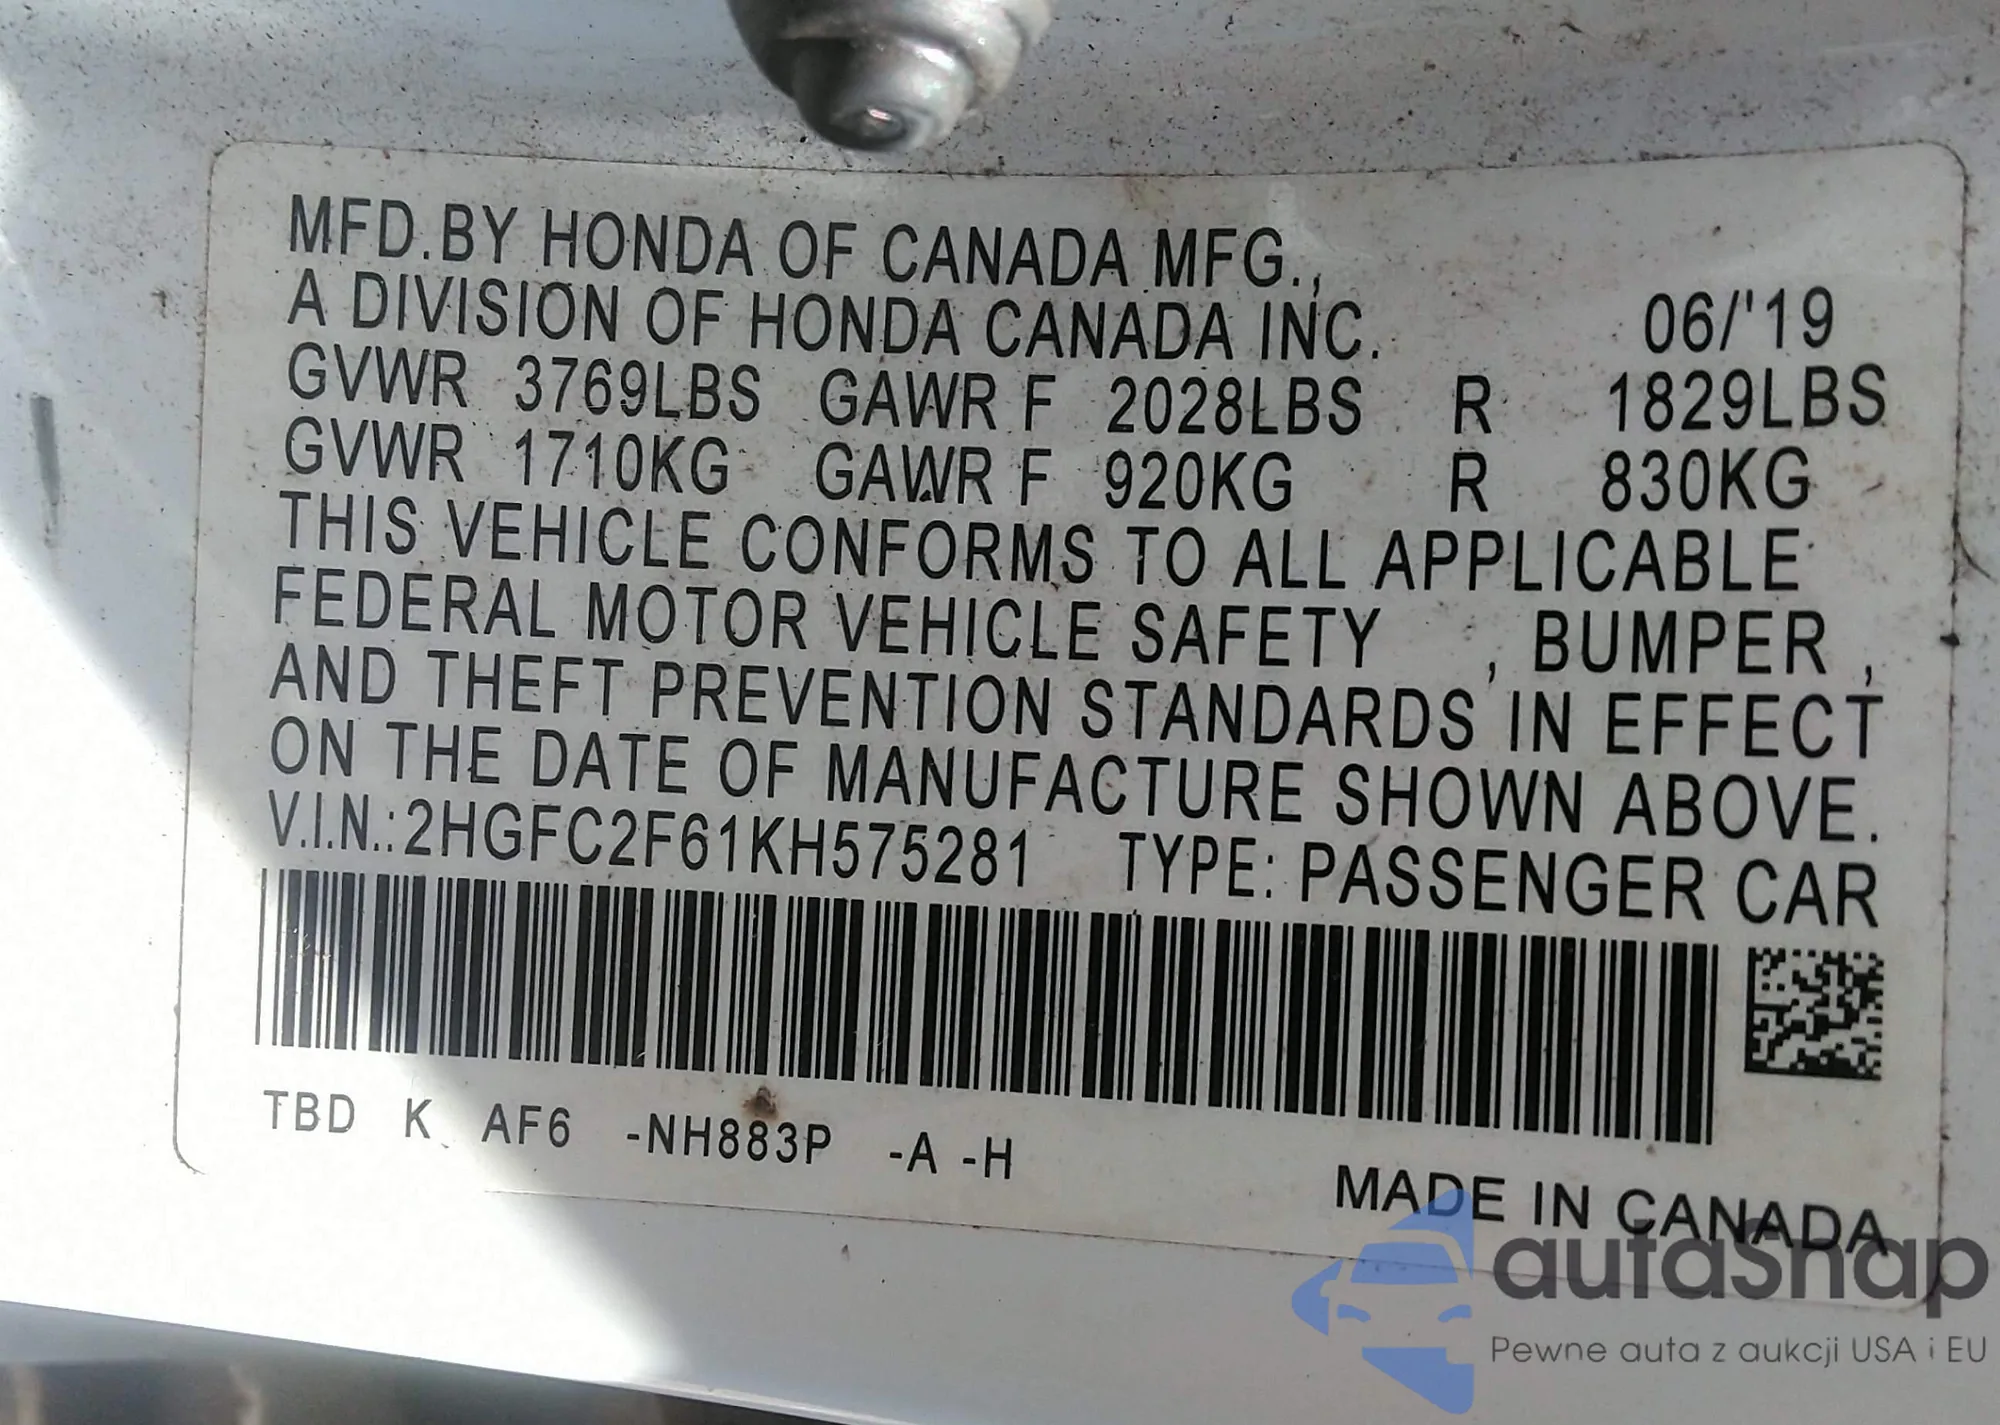 MFD.BY HONDA OF CANADA MFG.,
A DIVISION OF HONDA CANADA INC. 06/'19
GVWR 3769LBS GAWR F 2028LBS R 1829LBS
GVWR 1710KG GAWR F 920KG R 830KG
THIS VEHICLE CONFORMS TO ALL APPLICABLE
FEDERAL MOTOR VEHICLE SAFETY , BUMPER ,
AND THEFT PREVENTION STANDARDS IN EFFECT
ON THE DATE OF MANUFACTURE SHOWN ABOVE.
V.I.N.:2HGFC2F61KH575281 TYPE: PASSENGER CAR
TBD K AF6 -NH883P -A -H
MADE IN CANADA
autaSnap
Pewne auta z aukcji USA i EU